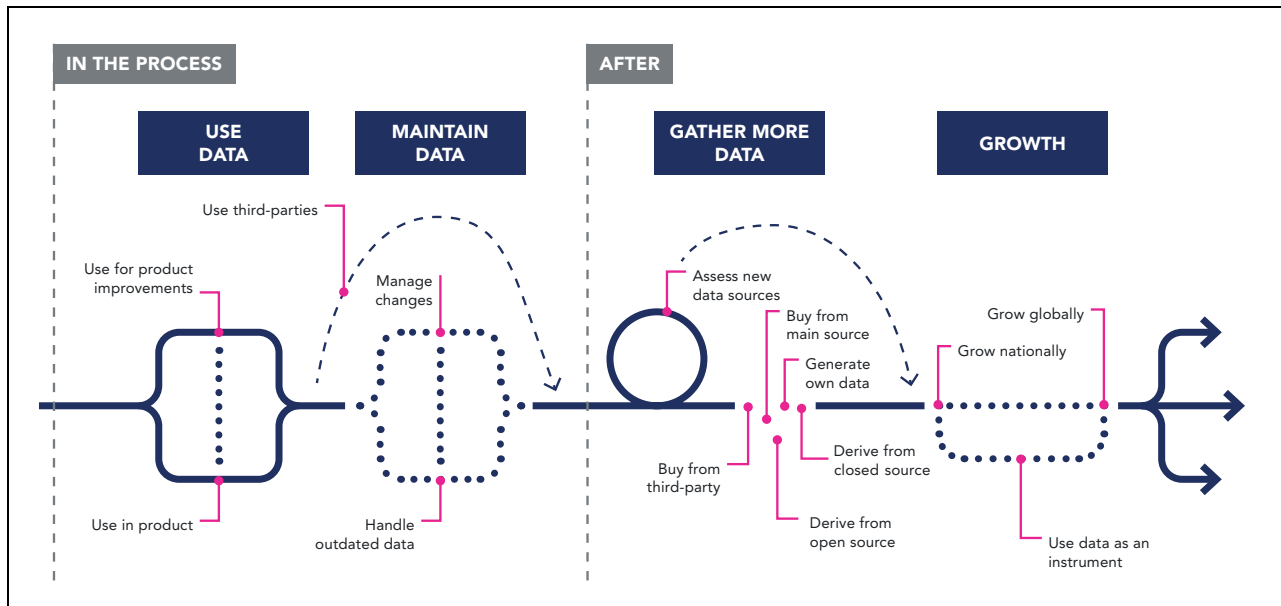 IN THE PROCESS
AFTER
USE
DATA
MAINTAIN
DATA
GATHER MORE
DATA
GROWTH
Use third-parties
Use for product
improvements
Manage
changes
Assess new
data sources
Buy from
main source
Grow globally
Generate
own data
Grow nationally
Buy from
third-party
Derive from
closed source
Use in product
Handle
outdated data
Derive from
open source
Use data as an
instrument